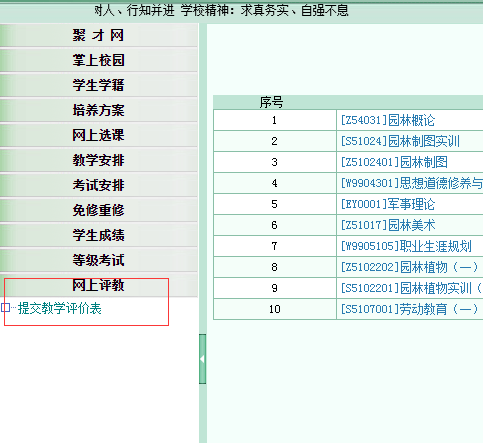 对人、行知并进 学校精神：求真务实、自强不息
聚 才 网
掌上校园
学生学籍
培养方案
网上选课
教学安排
考试安排
免修重修
学生成绩
等级考试
网上评教
提交教学评价表
序号
1 [Z54031]园林概论
2 [S51024]园林制图实训
3 [Z5102401]园林制图
4 [W9904301]思想道德修养与
5 [EY0001]军事理论
6 [Z51017]园林美术
7 [W9905105]职业生涯规划
8 [Z5102202]园林植物（一）
9 [S5102201]园林植物实训（
10 [S5107001]劳动教育（一）